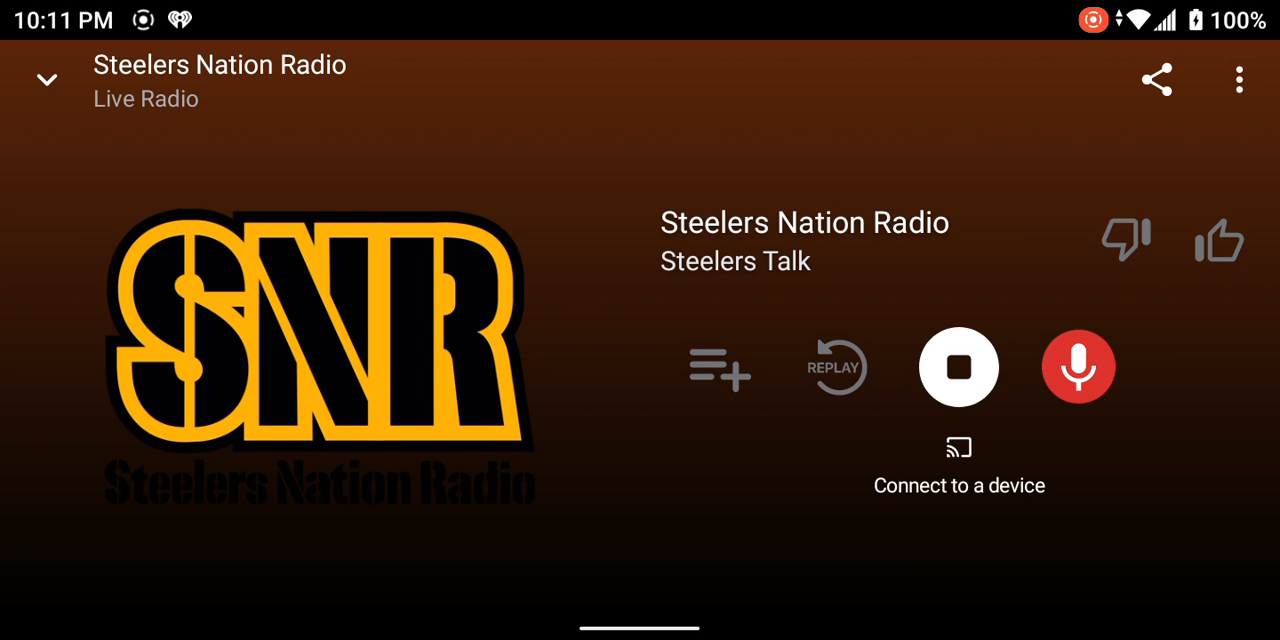 10:11 PM
100%
Steelers Nation Radio
Live Radio
SNR
Steelers Nation Radio
Steelers Nation Radio
Steelers Talk
REPLAY
Connect to a device